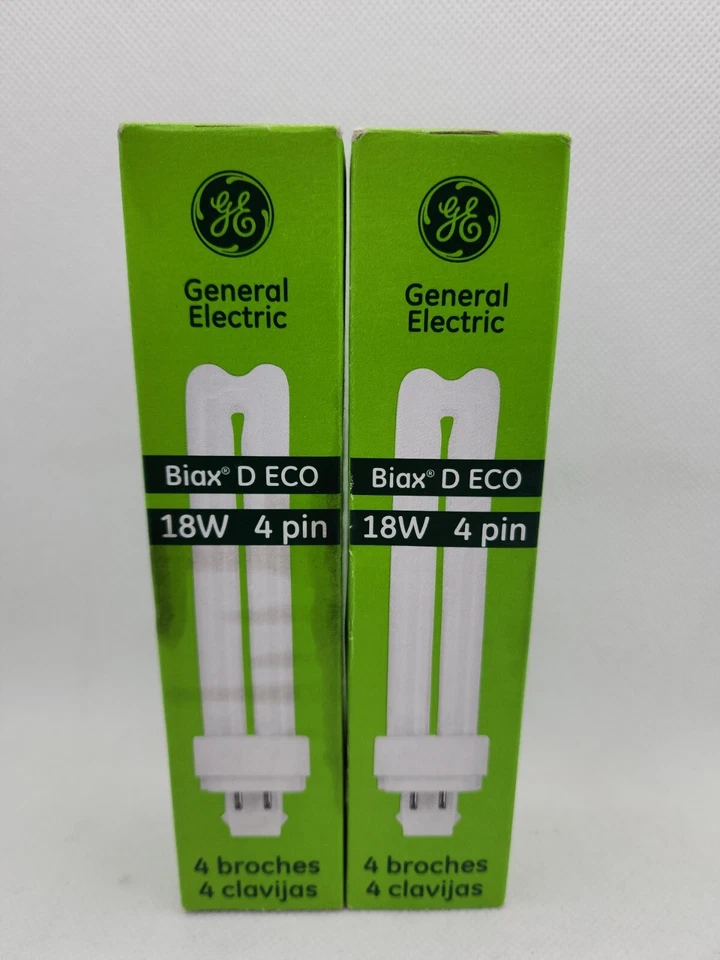 GE
General
Electric
Biax® D ECO
18W 4 pin
4 broches
4 clavijas
GE
General
Electric
Biax® D ECO
18W 4 pin
4 broches
4 clavijas